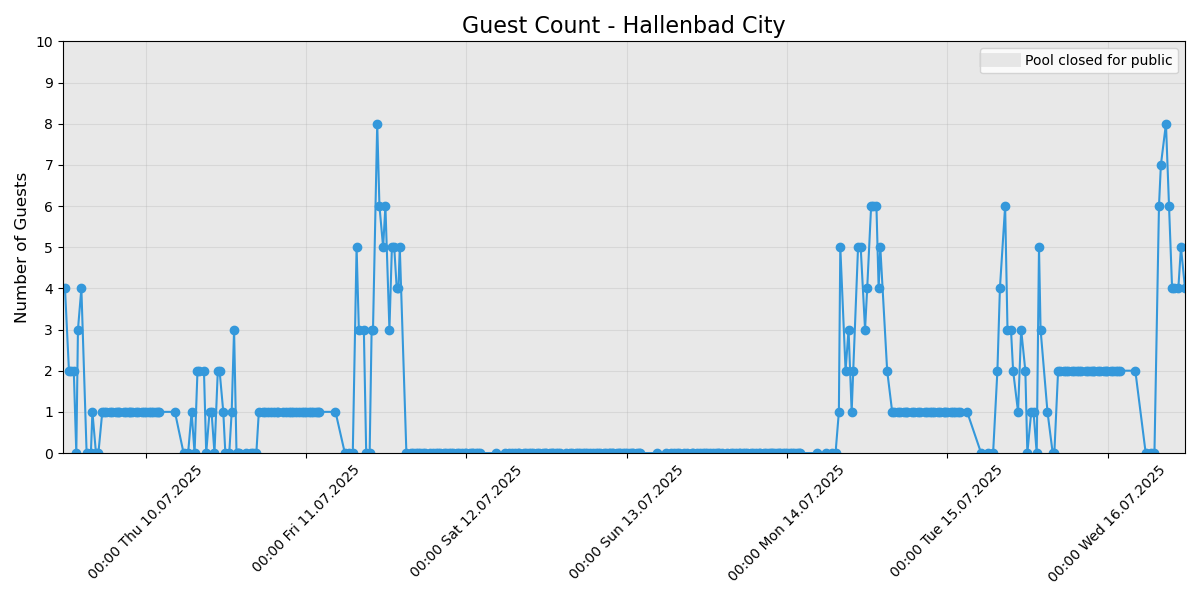 Guest Count - Hallenbad City
Pool closed for public
Number of Guests
10
9
8
7
6
5
4
3
2
1
0
00:00 Thu 10.07.2025
00:00 Fri 11.07.2025
00:00 Sat 12.07.2025
00:00 Sun 13.07.2025
00:00 Mon 14.07.2025
00:00 Tue 15.07.2025
00:00 Wed 16.07.2025